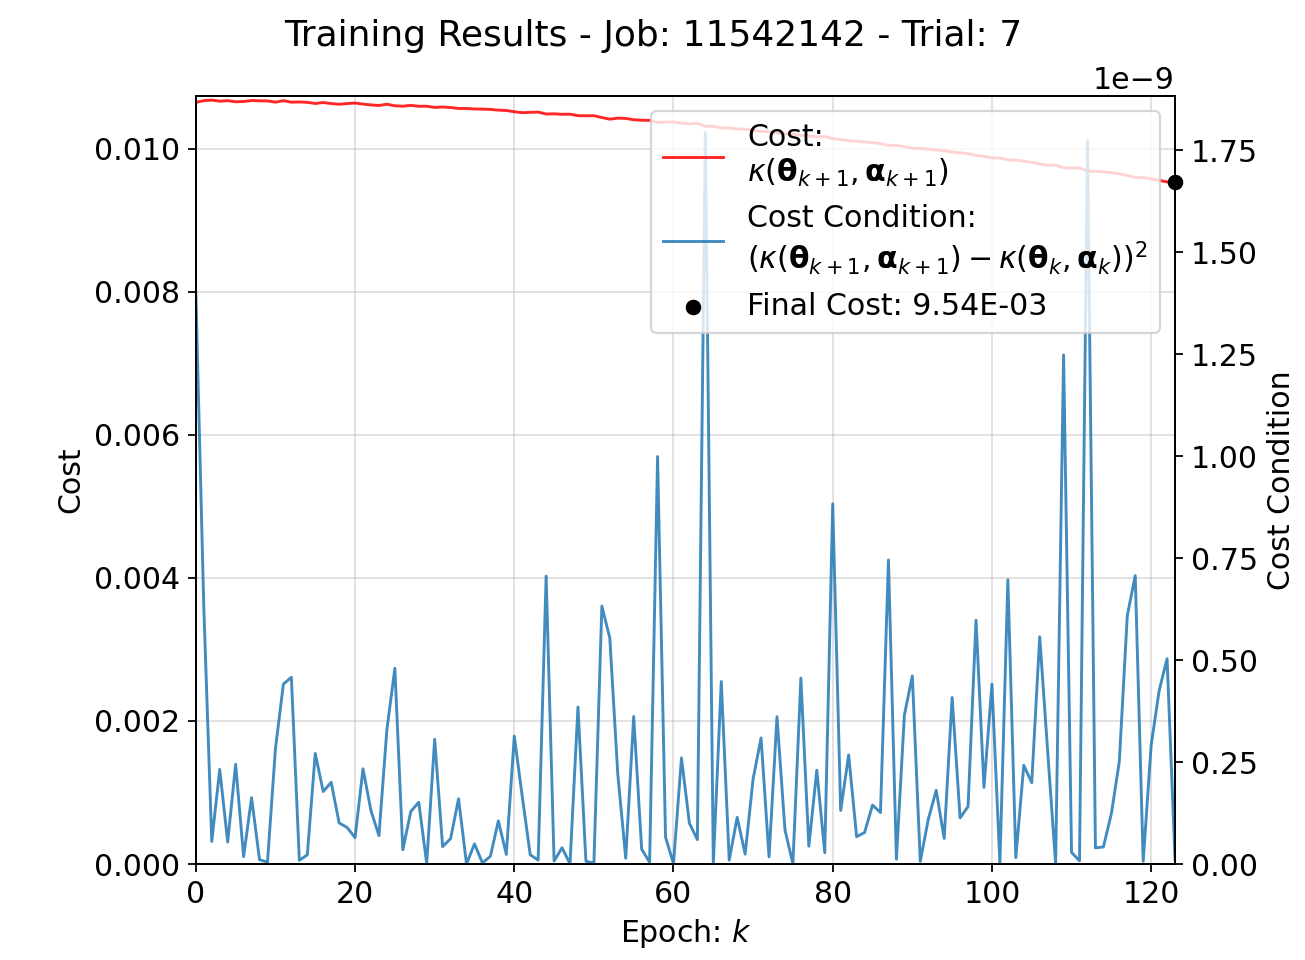 Training Results - Job: 11542142 - Trial: 7
1e−9
Cost:
κ(θ_{k+1}, α_{k+1})
Cost Condition:
(κ(θ_{k+1}, α_{k+1}) − κ(θ_k, α_k))²
Final Cost: 9.54E-03
0.010
0.008
0.006
0.004
0.002
0.000
Cost
1.75
1.50
1.25
1.00
0.75
0.50
0.25
0.00
Cost Condition
0 20 40 60 80 100 120
Epoch: k